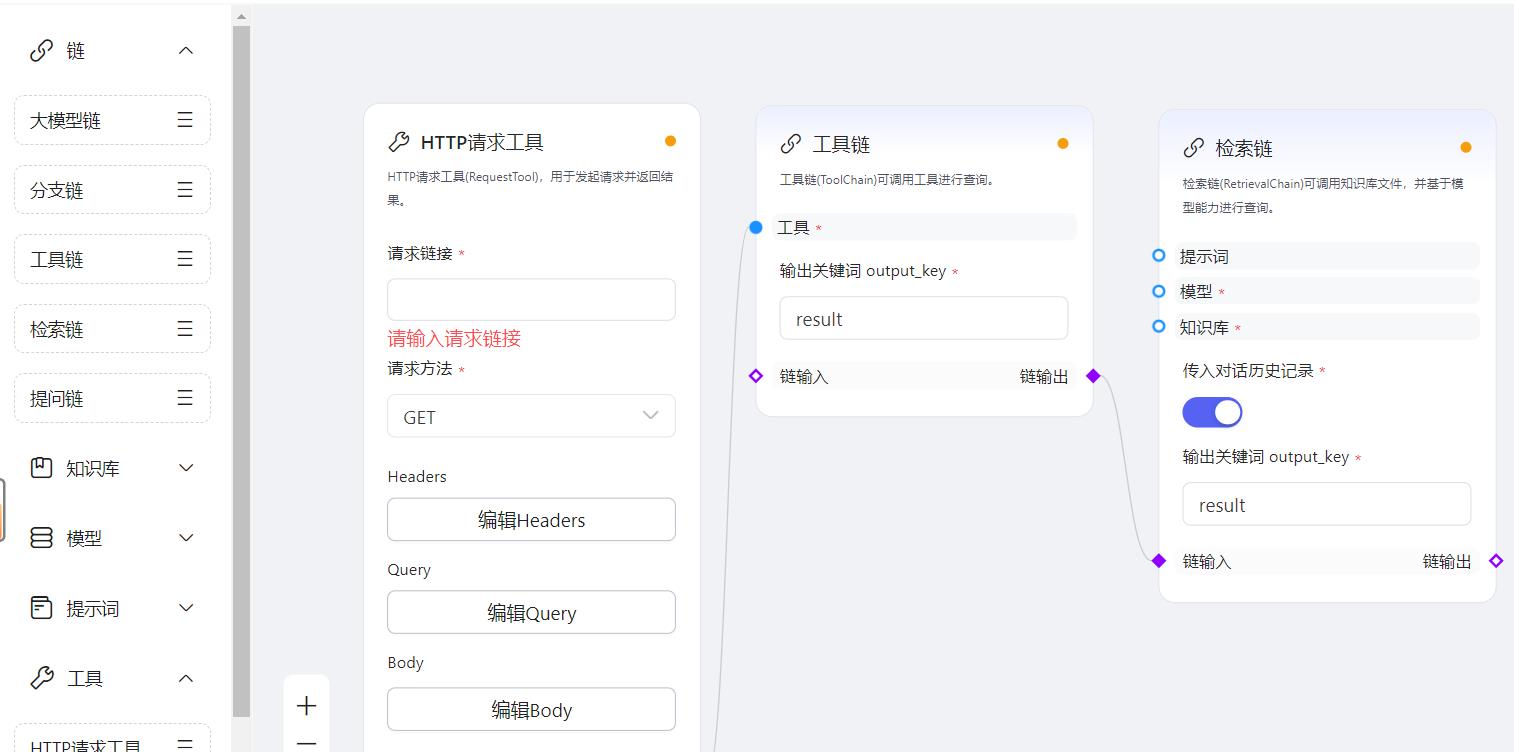 链
大模型链
分支链
工具链
检索链
提问链
知识库
模型
提示词
工具
HTTP请求工具
HTTP请求工具
HTTP请求工具(RequestTool)，用于发起请求并返回结
果。
请求链接 *
请输入请求链接
请求方法 *
GET
Headers
编辑Headers
Query
编辑Query
Body
编辑Body
工具链
工具链(ToolChain)可调用工具进行查询。
工具 *
输出关键词 output_key *
result
链输入 链输出
检索链
检索链(RetrievalChain)可调用知识库文件，并基于模
型能力进行查询。
提示词
模型 *
知识库 *
传入对话历史记录 *
输出关键词 output_key *
result
链输入 链输出